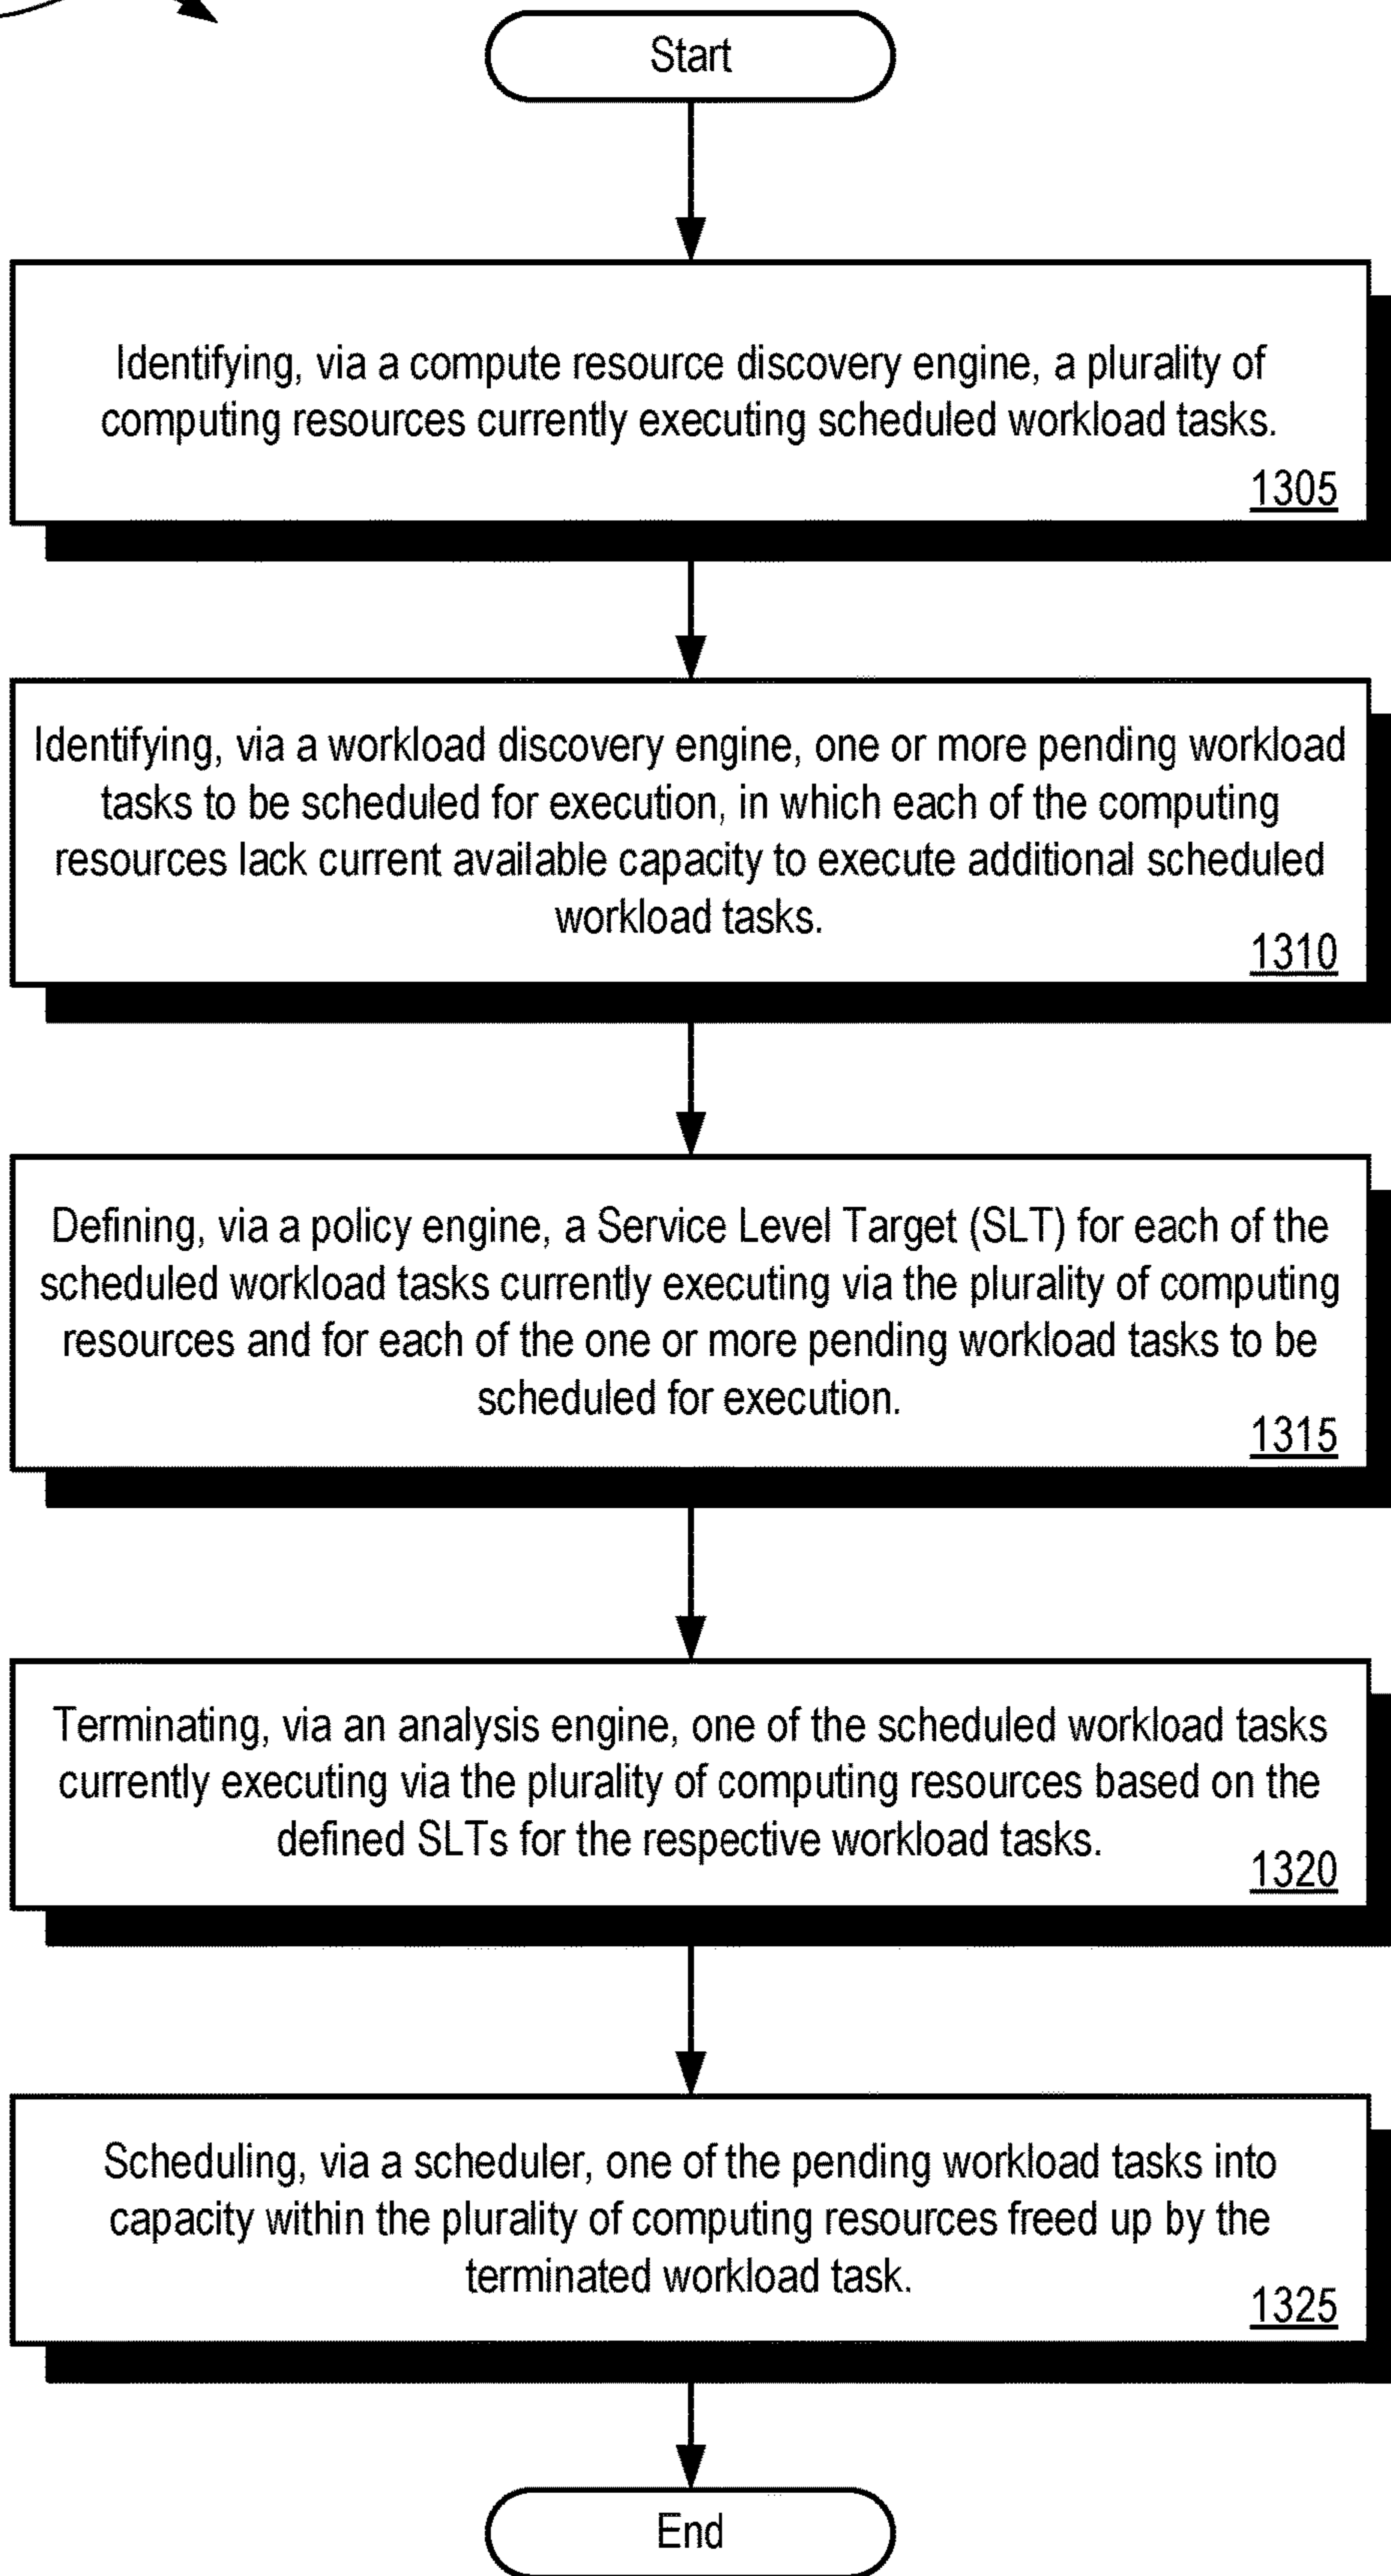 Start
Identifying, via a compute resource discovery engine, a plurality of
computing resources currently executing scheduled workload tasks.
1305
Identifying, via a workload discovery engine, one or more pending workload
tasks to be scheduled for execution, in which each of the computing
resources lack current available capacity to execute additional scheduled
workload tasks.
1310
Defining, via a policy engine, a Service Level Target (SLT) for each of the
scheduled workload tasks currently executing via the plurality of computing
resources and for each of the one or more pending workload tasks to be
scheduled for execution.
1315
Terminating, via an analysis engine, one of the scheduled workload tasks
currently executing via the plurality of computing resources based on the
defined SLTs for the respective workload tasks.
1320
Scheduling, via a scheduler, one of the pending workload tasks into
capacity within the plurality of computing resources freed up by the
terminated workload task.
1325
End